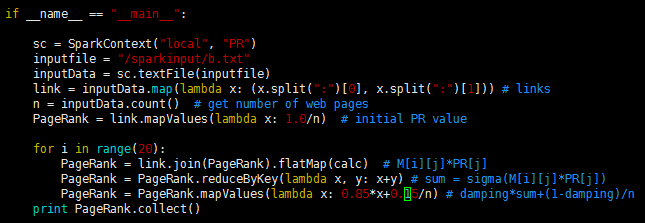 if __name__ == "__main__":
    sc = SparkContext("local", "PR")
    inputfile = "/sparkinput/b.txt"
    inputData = sc.textFile(inputfile)
    link = inputData.map(lambda x: (x.split(":")[0], x.split(":")[1])) # links
    n = inputData.count()  # get number of web pages
    PageRank = link.mapValues(lambda x: 1.0/n)  # initial PR value
    for i in range(20):
        PageRank = link.join(PageRank).flatMap(calc)  # M[i][j]*PR[j]
        PageRank = PageRank.reduceByKey(lambda x, y: x+y) # sum = sigma(M[i][j]*PR[j])
        PageRank = PageRank.mapValues(lambda x: 0.85*x+0.15/n) # damping*sum+(1-damping)/n
    print PageRank.collect()